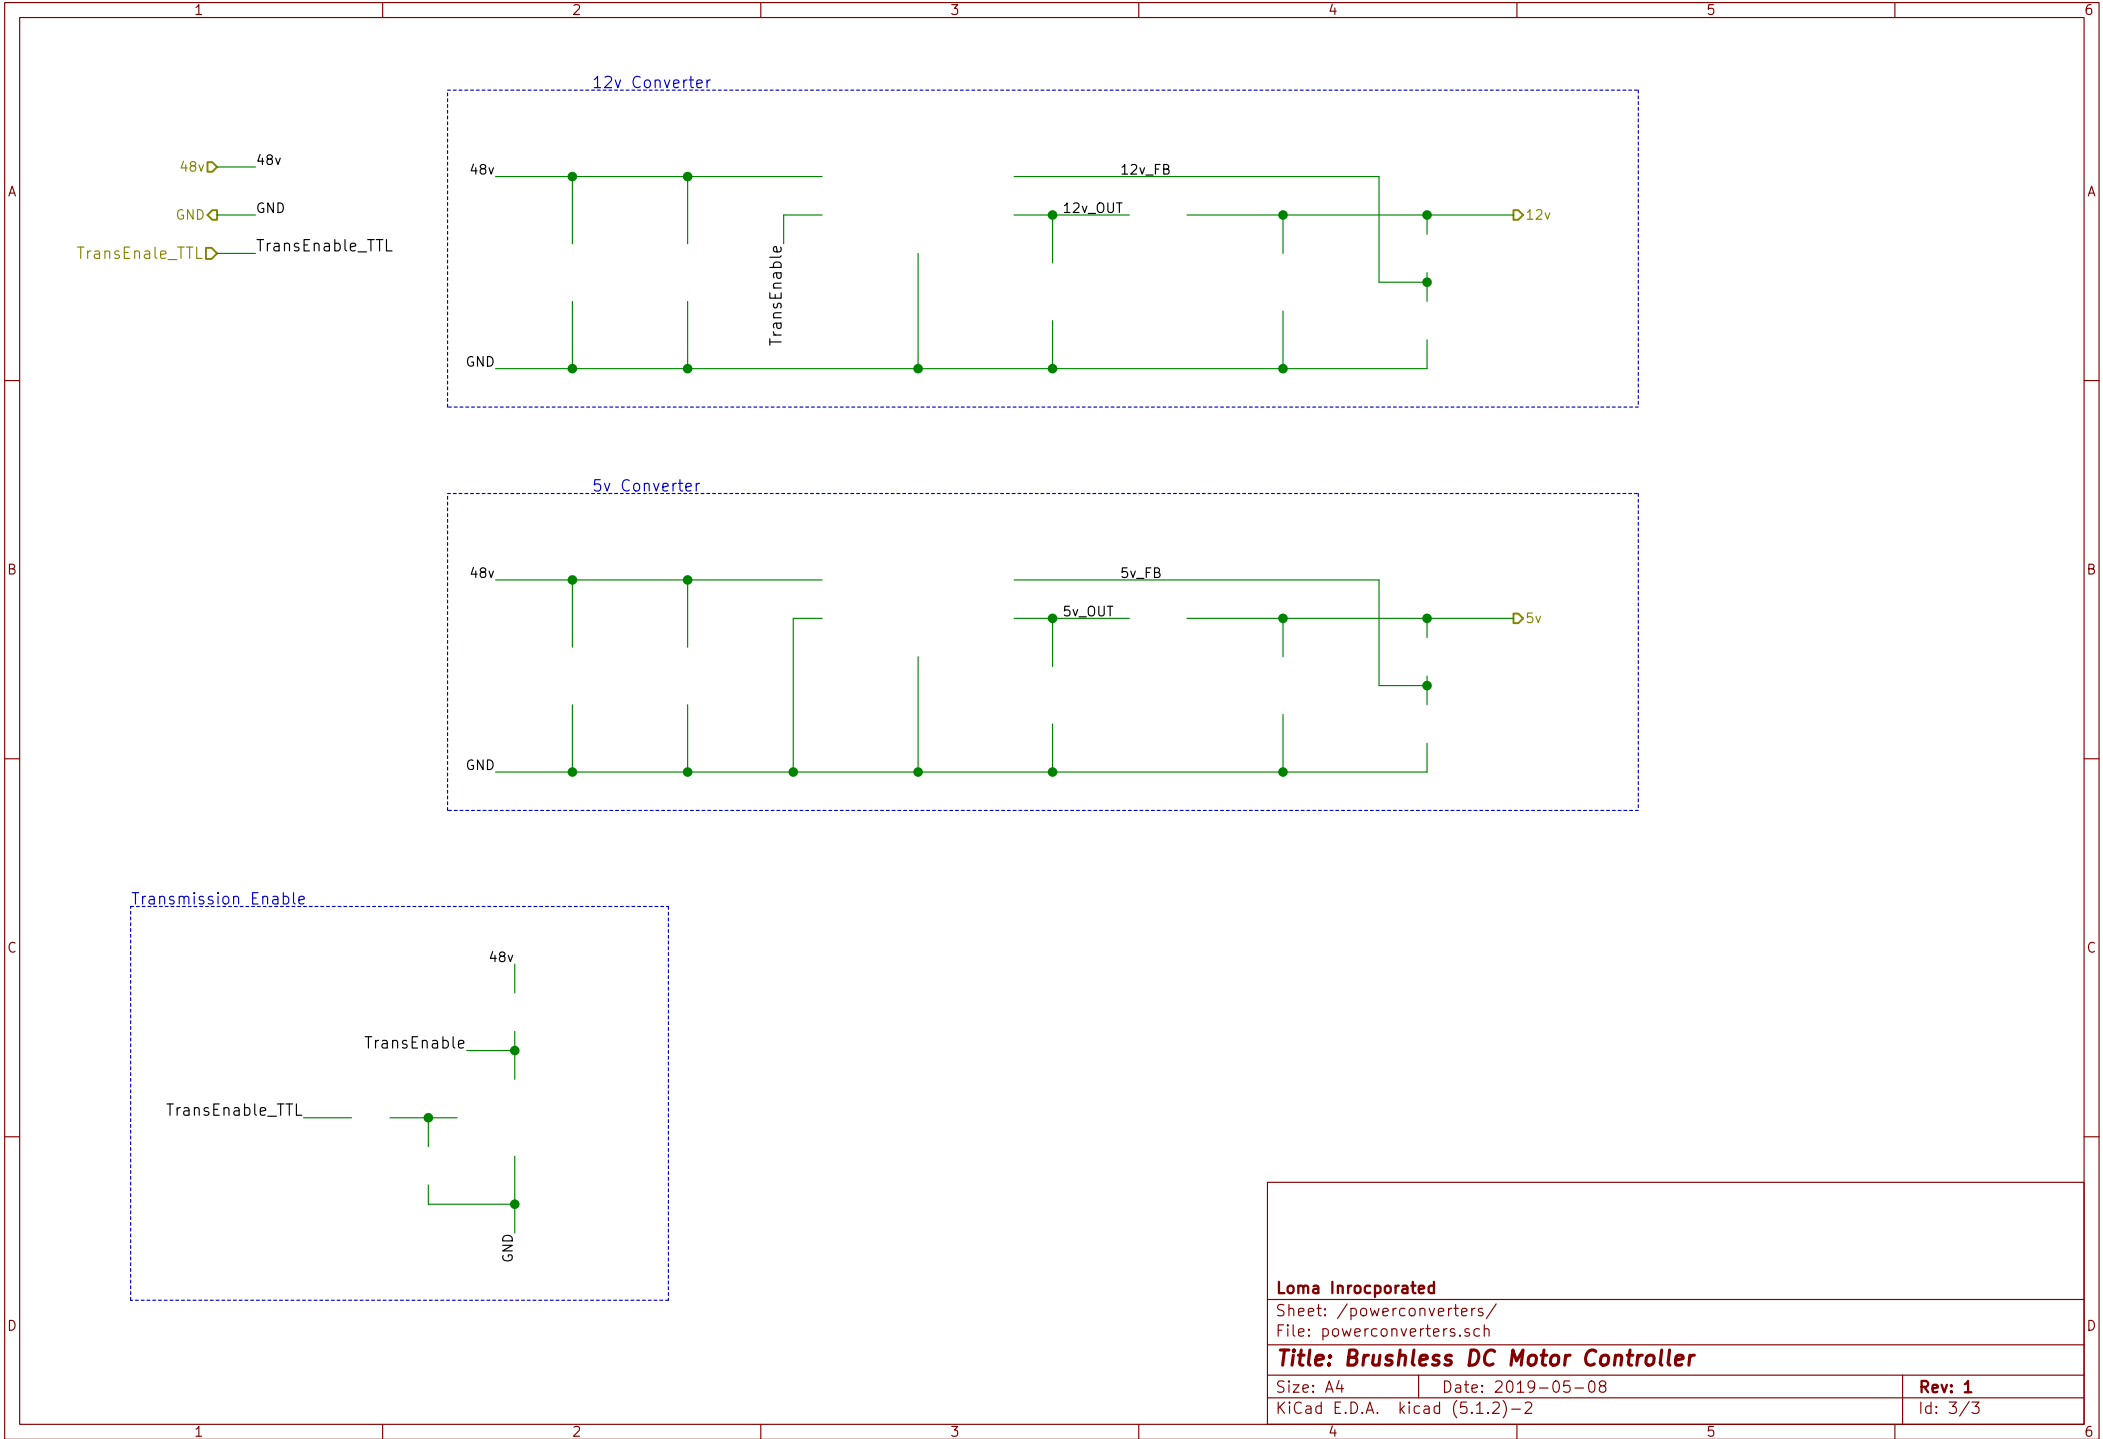 1 2 3 4 5 6
12v Converter
48v 48v
GND GND
TransEnale_TTL TransEnable_TTL
48v 12v_FB
12v_OUT 12v
TransEnable
GND
A A
5v Converter
48v 5v_FB
5v_OUT 5v
GND
B B
Transmission Enable
48v
TransEnable
TransEnable_TTL
GND
C C
Loma Inrocporated
Sheet: /powerconverters/
File: powerconverters.sch
Title: Brushless DC Motor Controller
Size: A4 Date: 2019-05-08 Rev: 1
KiCad E.D.A. kicad (5.1.2)-2 Id: 3/3
D D
1 2 3 4 5 6